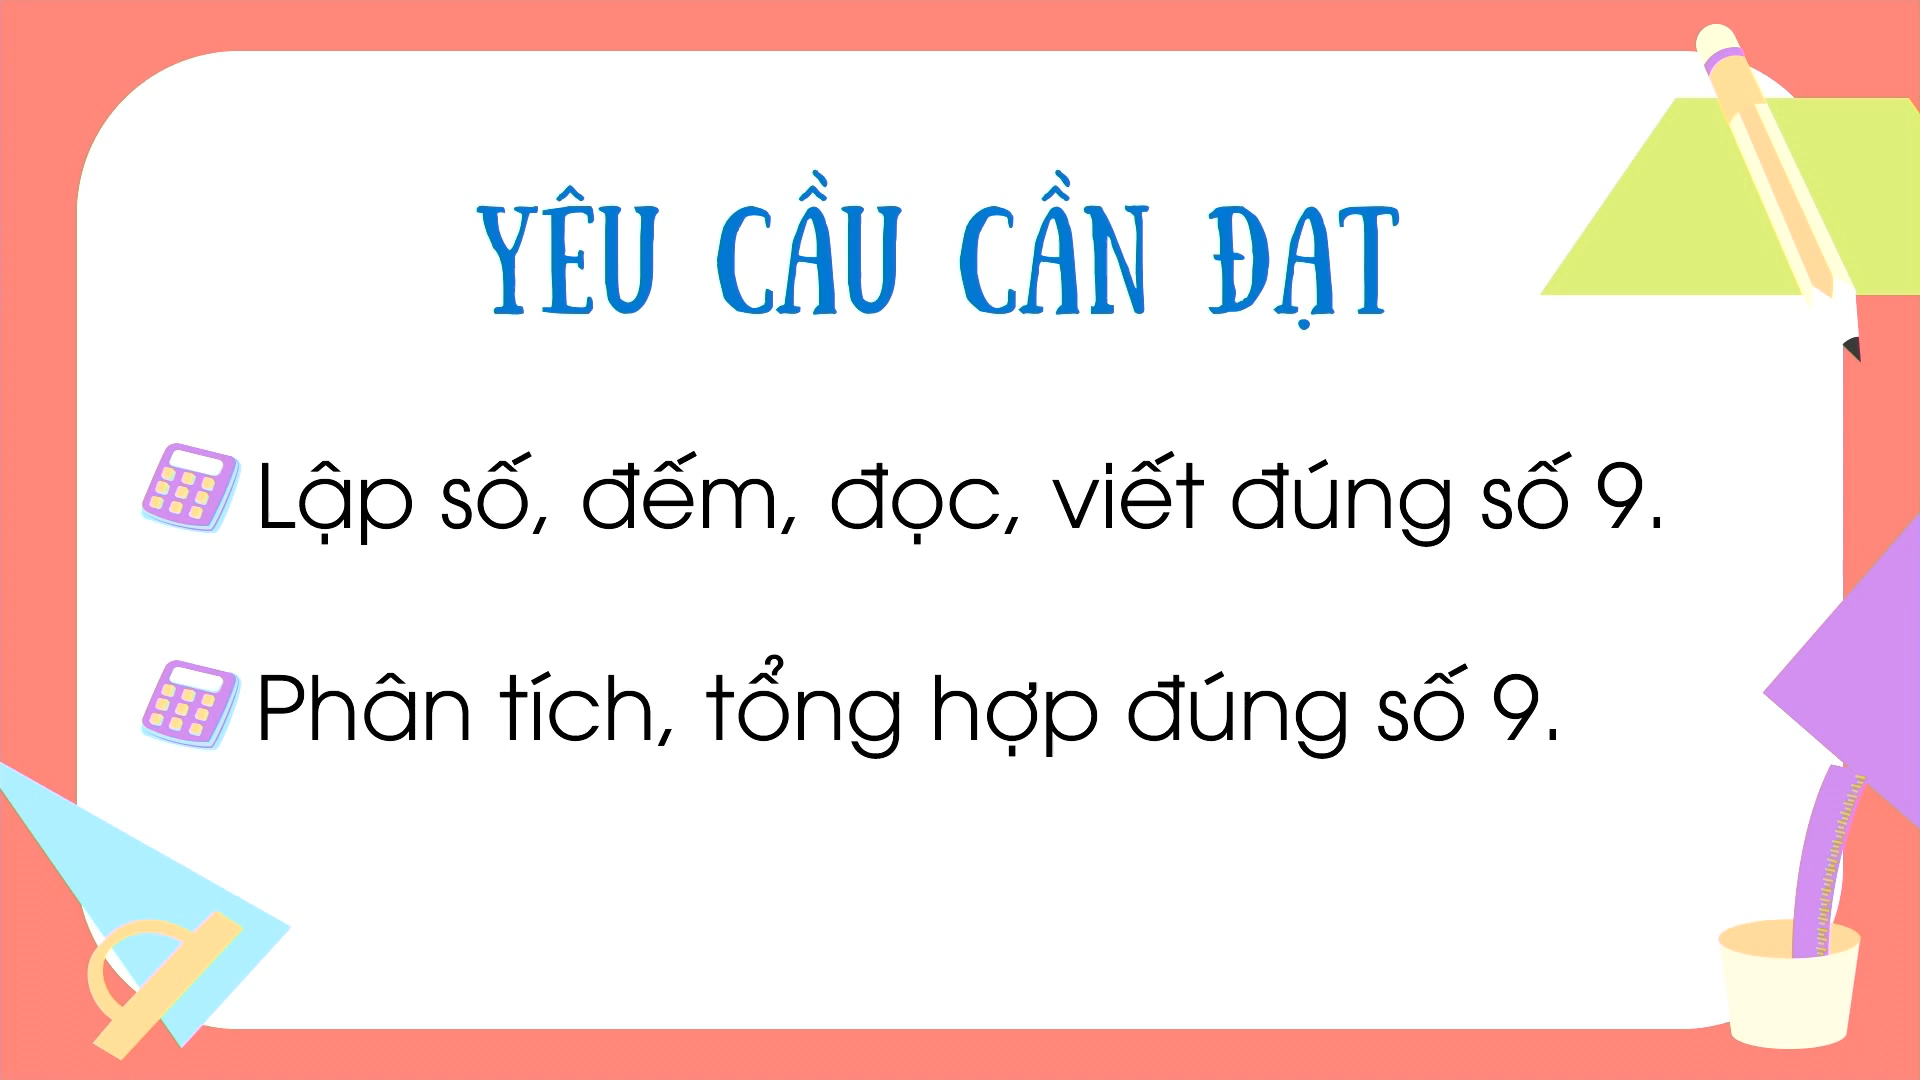 YÊU CẦU CẦN ĐẠT
Lập số, đếm, đọc, viết đúng số 9.
Phân tích, tổng hợp đúng số 9.